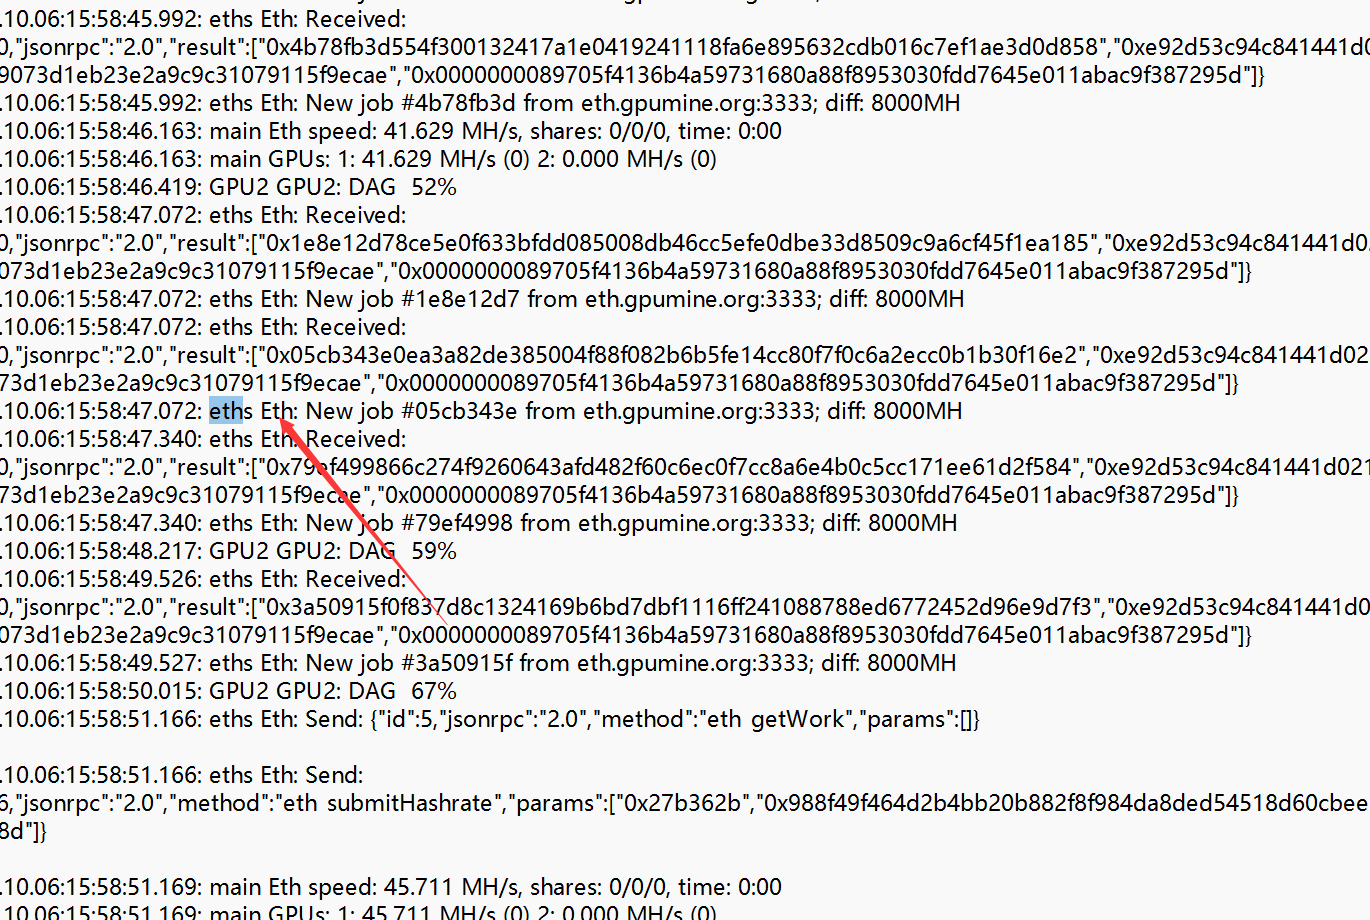 .10.06:15:58:45.992: eths Eth: Received:
0,"jsonrpc":"2.0","result":["0x4b78fb3d554f300132417a1e0419241118fa6e895632cdb016c7ef1ae3d0d858","0xe92d53c94c841441d0
9073d1eb23e2a9c9c31079115f9ecae","0x0000000089705f4136b4a59731680a88f8953030fdd7645e011abac9f387295d"]}
.10.06:15:58:45.992: eths Eth: New job #4b78fb3d from eth.gpumine.org:3333; diff: 8000MH
.10.06:15:58:46.163: main Eth speed: 41.629 MH/s, shares: 0/0/0, time: 0:00
.10.06:15:58:46.163: main GPUs: 1: 41.629 MH/s (0) 2: 0.000 MH/s (0)
.10.06:15:58:46.419: GPU2 GPU2: DAG  52%
.10.06:15:58:47.072: eths Eth: Received:
0,"jsonrpc":"2.0","result":["0x1e8e12d78ce5e0f633bfdd085008db46cc5efe0dbe33d8509c9a6cf45f1ea185","0xe92d53c94c841441d0
073d1eb23e2a9c9c31079115f9ecae","0x0000000089705f4136b4a59731680a88f8953030fdd7645e011abac9f387295d"]}
.10.06:15:58:47.072: eths Eth: New job #1e8e12d7 from eth.gpumine.org:3333; diff: 8000MH
.10.06:15:58:47.072: eths Eth: Received:
0,"jsonrpc":"2.0","result":["0x05cb343e0ea3a82de385004f88f082b6b5fe14cc80f7f0c6a2ecc0b1b30f16e2","0xe92d53c94c841441d02
73d1eb23e2a9c9c31079115f9ecae","0x0000000089705f4136b4a59731680a88f8953030fdd7645e011abac9f387295d"]}
.10.06:15:58:47.072: eths Eth: New job #05cb343e from eth.gpumine.org:3333; diff: 8000MH
.10.06:15:58:47.340: eths Eth: Received:
0,"jsonrpc":"2.0","result":["0x79ef499866c274f9260643afd482f60c6ec0f7cc8a6e4b0c5cc171ee61d2f584","0xe92d53c94c841441d021
73d1eb23e2a9c9c31079115f9ecae","0x0000000089705f4136b4a59731680a88f8953030fdd7645e011abac9f387295d"]}
.10.06:15:58:47.340: eths Eth: New job #79ef4998 from eth.gpumine.org:3333; diff: 8000MH
.10.06:15:58:48.217: GPU2 GPU2: DAG  59%
.10.06:15:58:49.526: eths Eth: Received:
0,"jsonrpc":"2.0","result":["0x3a50915f0f837d8c1324169b6bd7dbf1116ff241088788ed6772452d96e9d7f3","0xe92d53c94c841441d0
073d1eb23e2a9c9c31079115f9ecae","0x0000000089705f4136b4a59731680a88f8953030fdd7645e011abac9f387295d"]}
.10.06:15:58:49.527: eths Eth: New job #3a50915f from eth.gpumine.org:3333; diff: 8000MH
.10.06:15:58:50.015: GPU2 GPU2: DAG  67%
.10.06:15:58:51.166: eths Eth: Send: {"id":5,"jsonrpc":"2.0","method":"eth getWork","params":[]}
.10.06:15:58:51.166: eths Eth: Send:
6,"jsonrpc":"2.0","method":"eth submitHashrate","params":["0x27b362b","0x988f49f464d2b4bb20b882f8f984da8ded54518d60cbee
8d"]}
.10.06:15:58:51.169: main Eth speed: 45.711 MH/s, shares: 0/0/0, time: 0:00
.10.06:15:58:51.169: main GPUs: 1: 45.711 MH/s (0) 2: 0.000 MH/s (0)